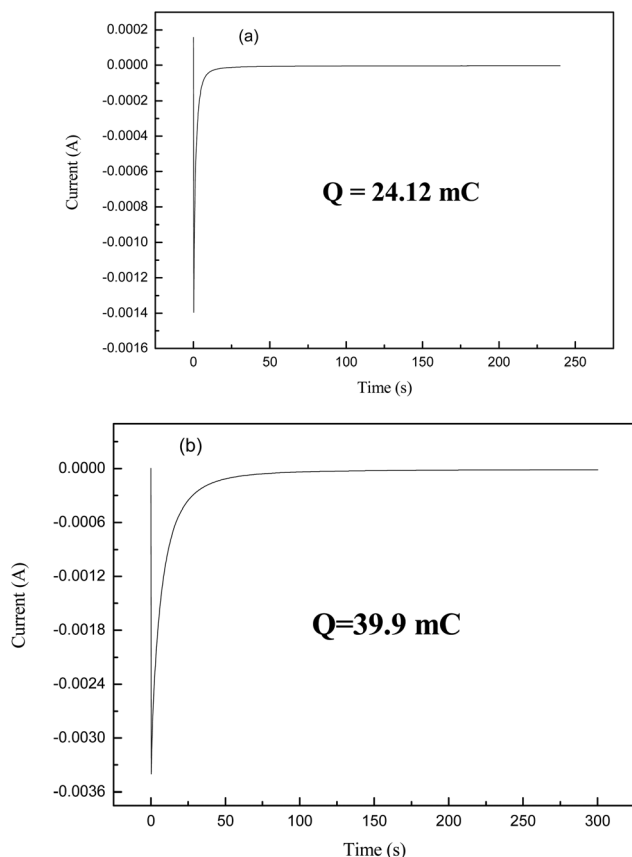 (a)
0.0002
0.0000
-0.0002
-0.0004
-0.0006
-0.0008
-0.0010
-0.0012
-0.0014
-0.0016
Current (A)
Q = 24.12 mC
0 50 100 150 200 250
Time (s)
(b)
0.0000
-0.0006
-0.0012
-0.0018
-0.0024
-0.0030
-0.0036
Current (A)
Q=39.9 mC
0 50 100 150 200 250 300
Time (s)